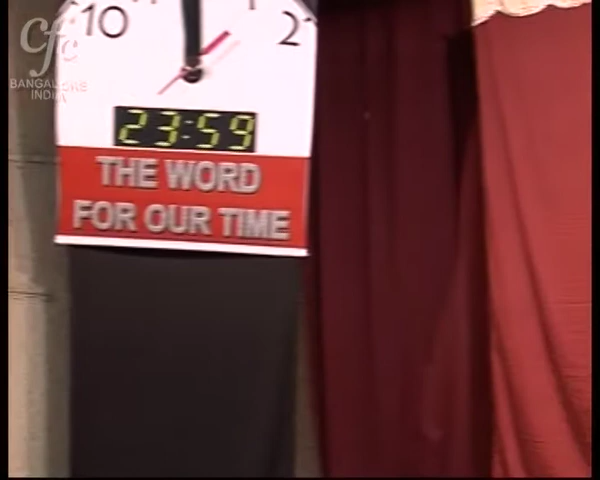 cfc
BANGALORE
INDIA
10
2
23:59
THE WORD
FOR OUR TIME